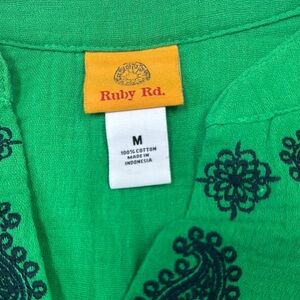 Ruby Rd.
M
100% COTTON
MADE IN
INDONESIA